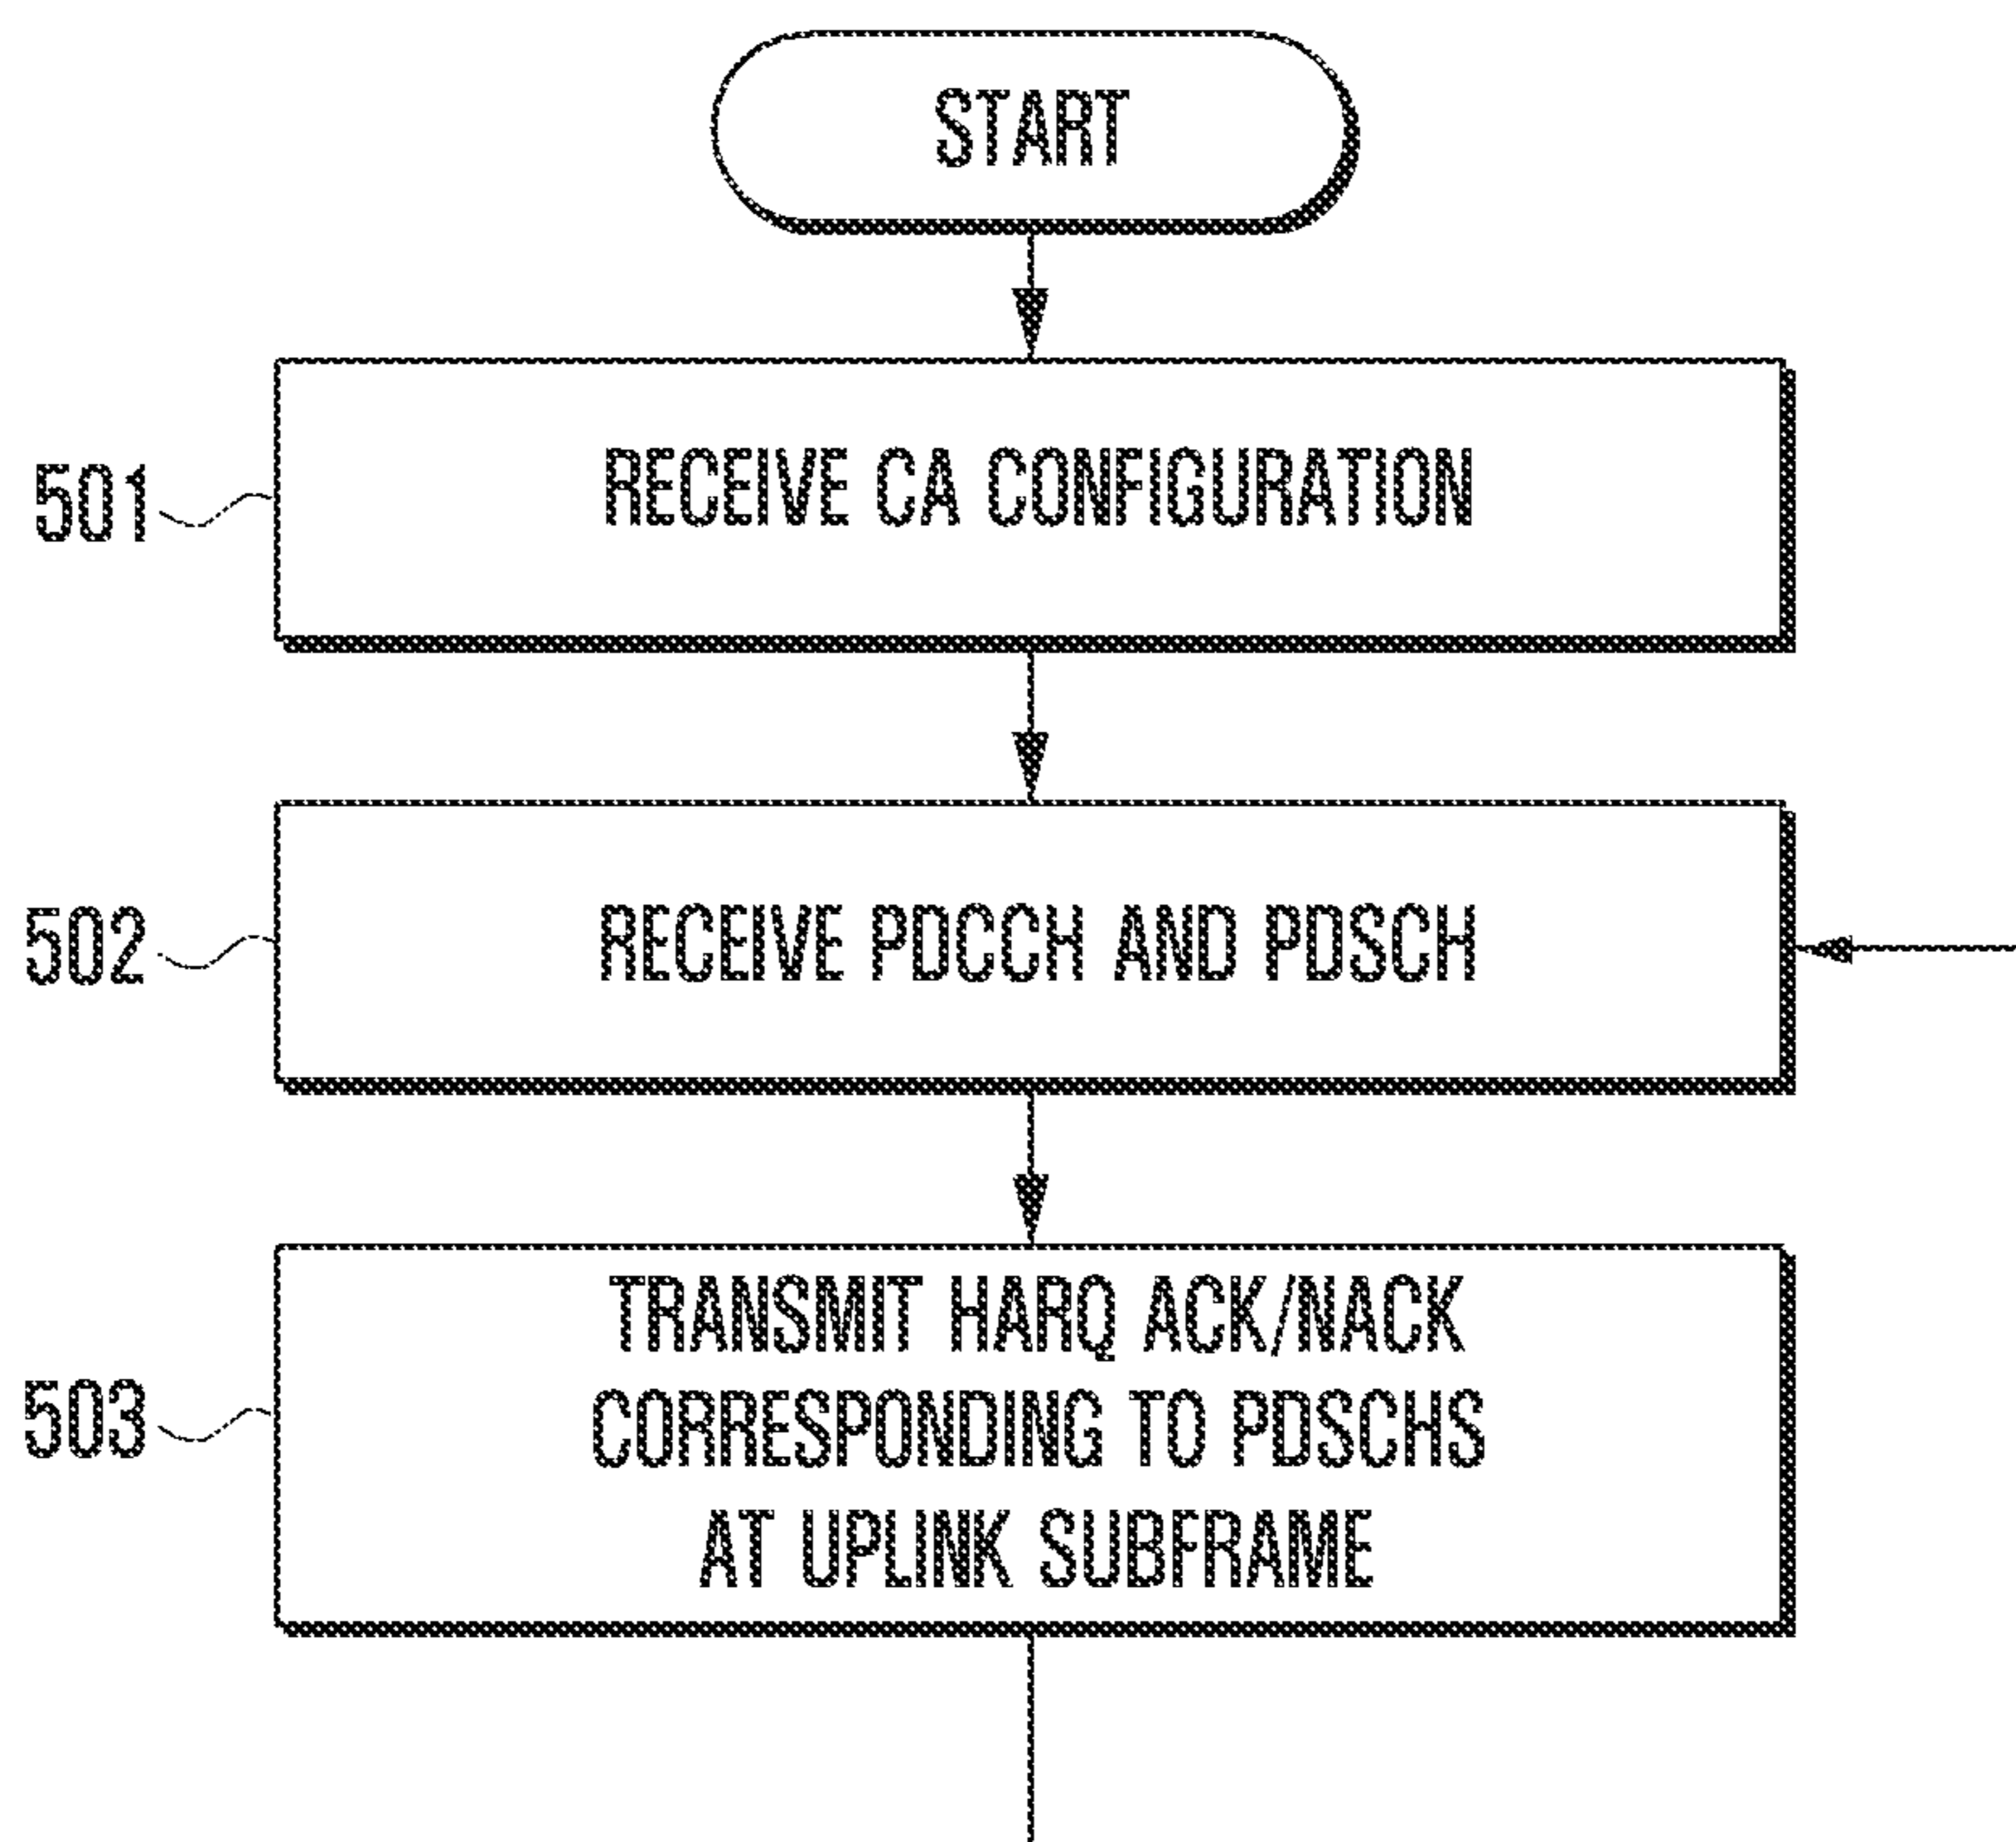 START
501
RECEIVE CA CONFIGURATION
502
RECEIVE PDCCH AND PDSCH
503
TRANSMIT HARQ ACK/NACK
CORRESPONDING TO PDSCHS
AT UPLINK SUBFRAME